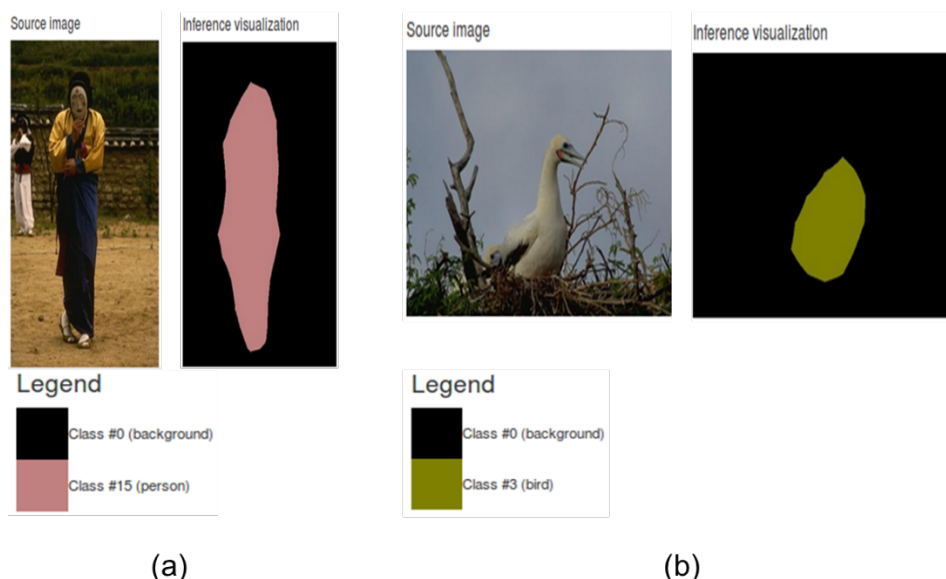 Source image
Inference visualization
Source image
Inference visualization
Legend
Class #0 (background)
Class #15 (person)
Legend
Class #0 (background)
Class #3 (bird)
(a)
(b)